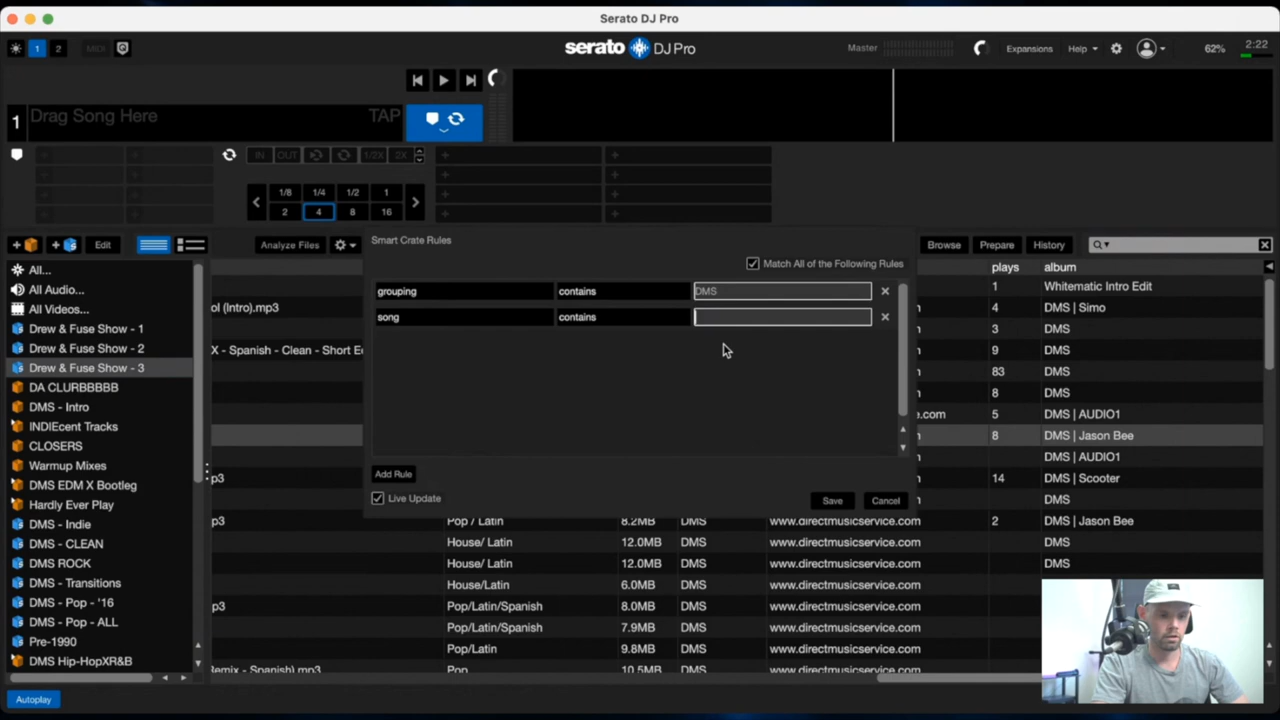 Serato DJ Pro
1 2 MIDI
serato DJ Pro
Master
Expansions Help
62% 2:22
1 Drag Song Here TAP
IN OUT 1/2X 2X
1/8 1/4 1/2 1
2 4 8 16
Edit
Analyze Files
Smart Crate Rules
Match All of the Following Rules
grouping contains DMS
song contains
Add Rule
Live Update
Save Cancel
Browse Prepare History
All...
All Audio...
All Videos...
Drew & Fuse Show - 1
Drew & Fuse Show - 2
Drew & Fuse Show - 3
DA CLURBBBBB
DMS - Intro
INDIEcent Tracks
CLOSERS
Warmup Mixes
DMS EDM X Bootleg
Hardly Ever Play
DMS - Indie
DMS - CLEAN
DMS ROCK
DMS - Transitions
DMS - Pop - '16
DMS - Pop - ALL
Pre-1990
DMS Hip-HopXR&B
plays album
1 Whitematic Intro Edit
ol (Intro).mp3 4 DMS | Simo
3 DMS
X - Spanish - Clean - Short Ed 9 DMS
83 DMS
8 DMS
e.com 5 DMS | AUDIO1
8 DMS | Jason Bee
DMS | AUDIO1
p3 14 DMS | Scooter
DMS
p3 Pop / Latin 8.2MB DMS www.directmusicservice.com 2 DMS | Jason Bee
House/ Latin 12.0MB DMS www.directmusicservice.com DMS
House/ Latin 12.0MB DMS www.directmusicservice.com DMS
House/Latin 6.0MB DMS www.directmusicservice.com
p3 Pop/Latin/Spanish 8.0MB DMS www.directmusicservice.com
Pop/Latin/Spanish 7.9MB DMS www.directmusicservice.com
Pop/Latin 9.8MB DMS www.directmusicservice.com
Remix - Spanish).mp3 Pop 10.5MB DMS www.directmusicservice.com
Autoplay